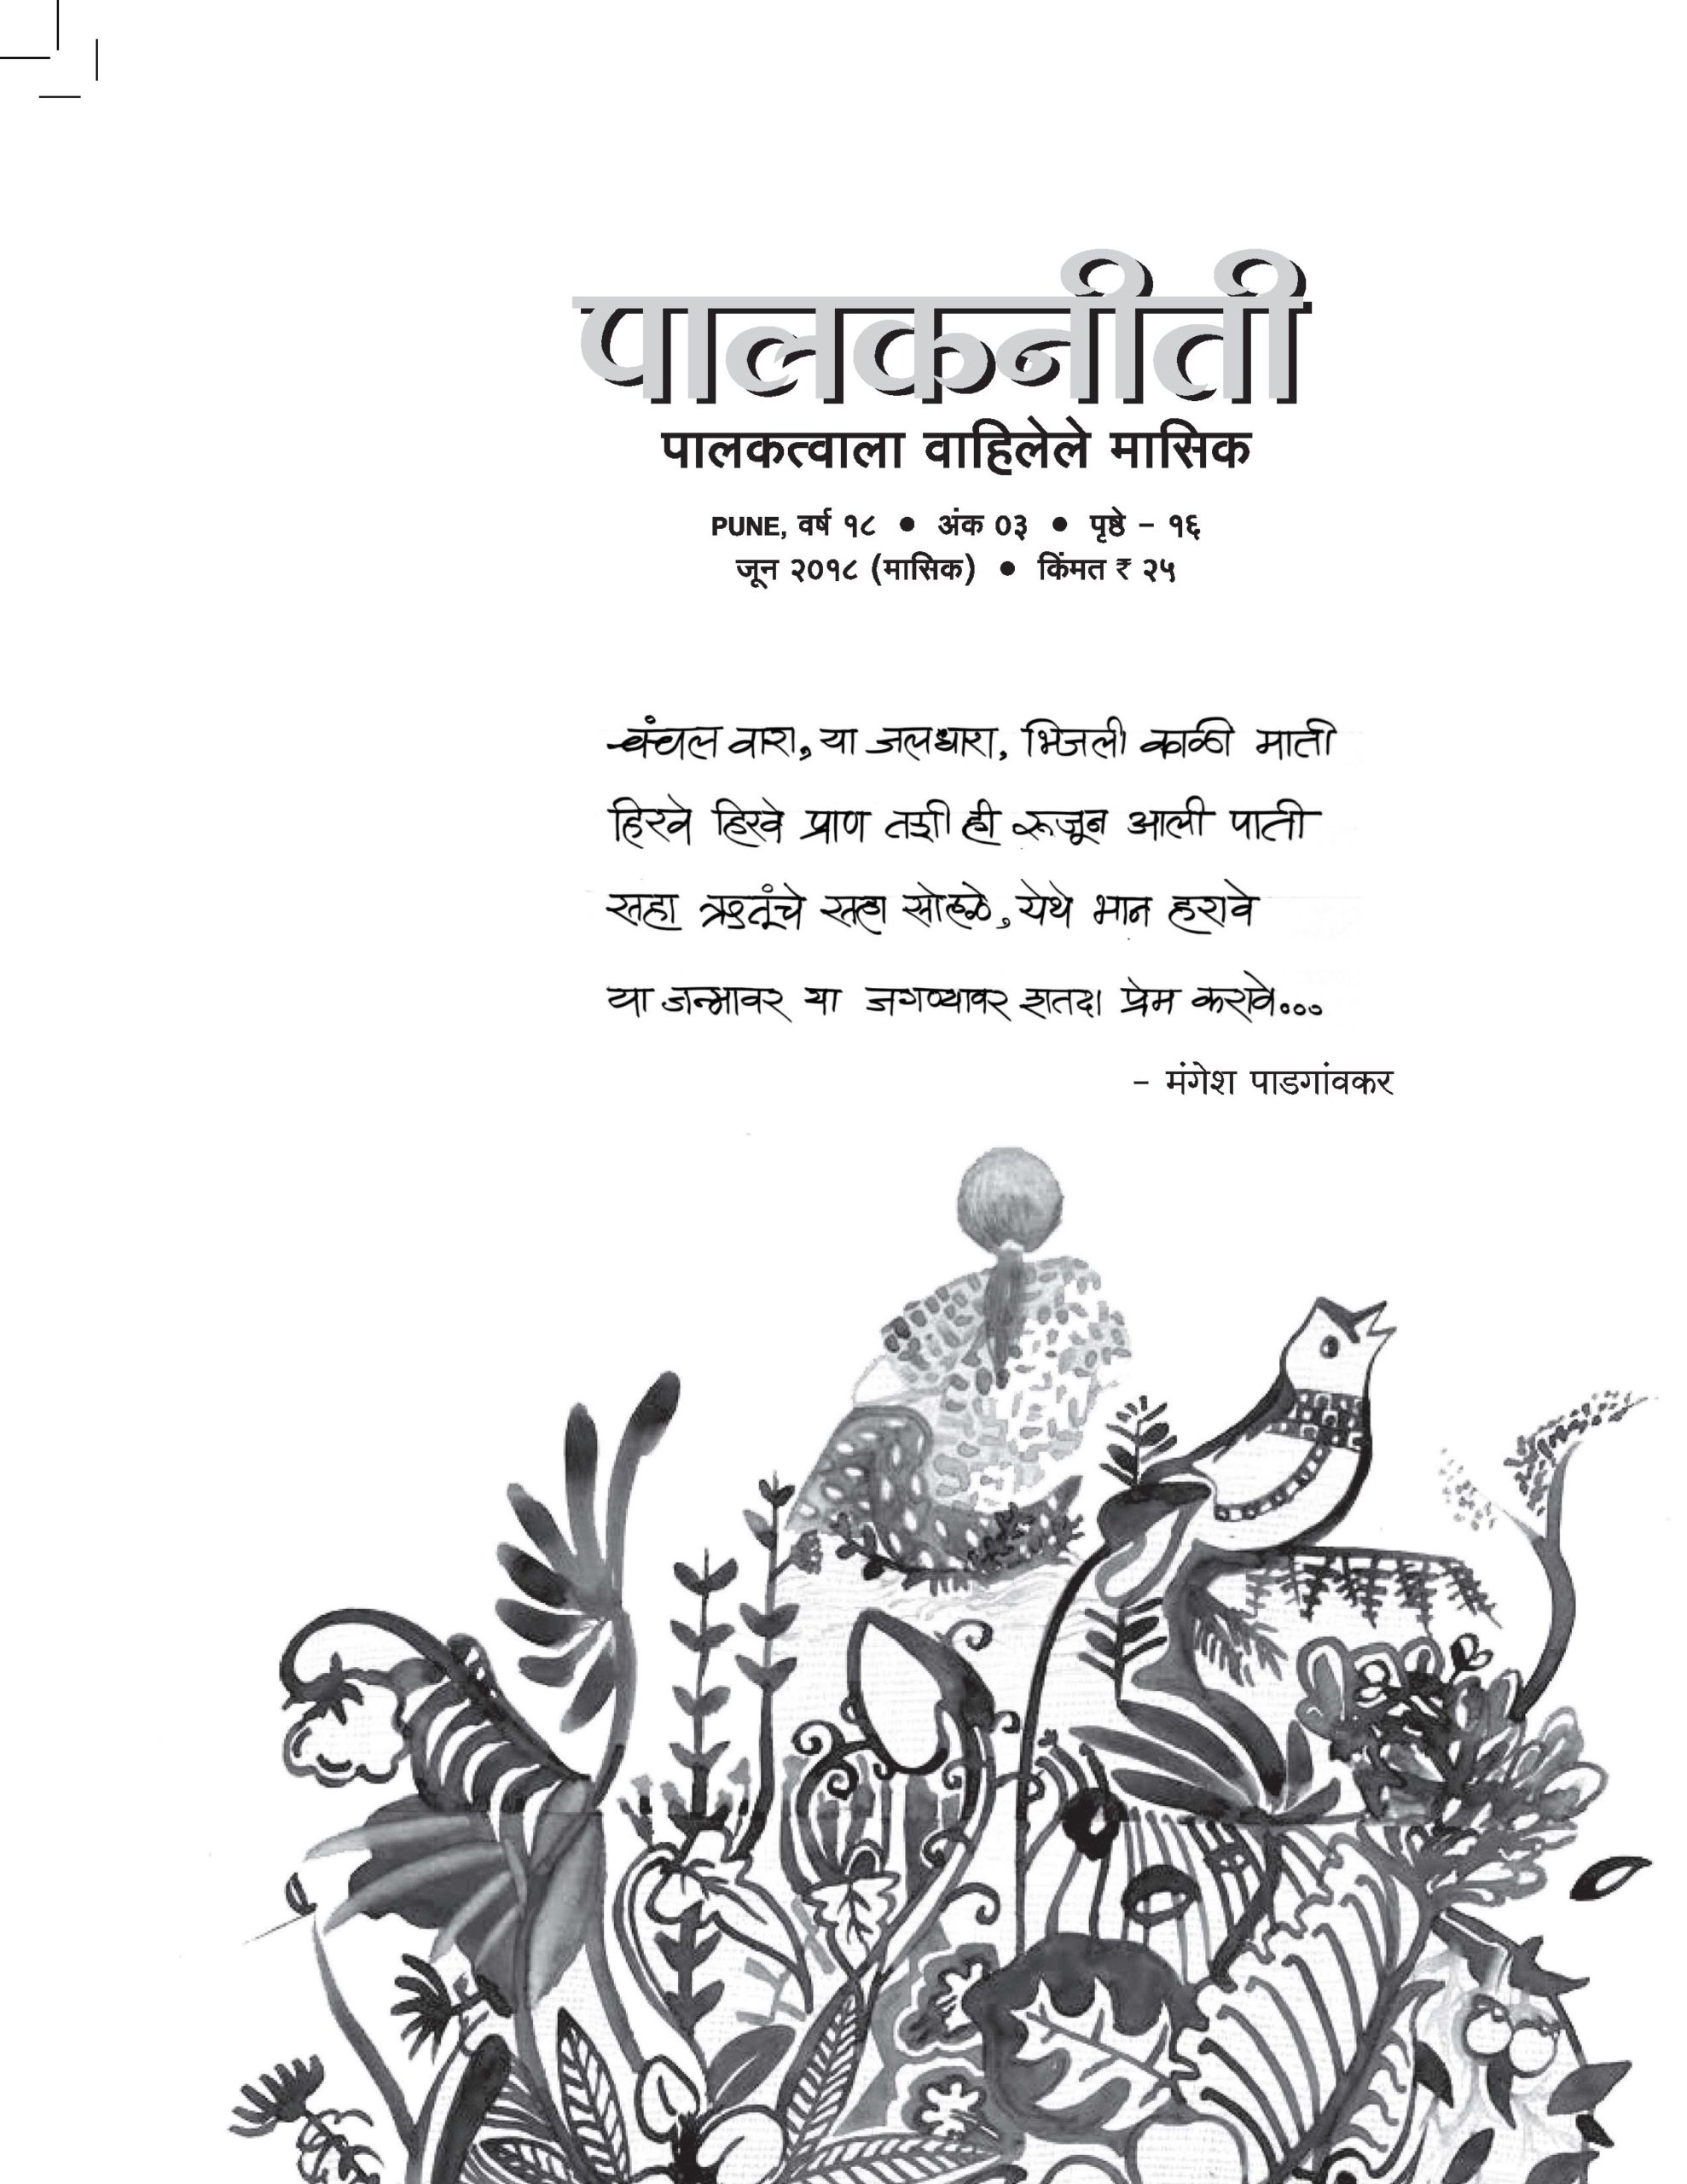 पालकनीती
पालकत्वाला वाहिलेले मासिक
PUNE, वर्ष १८ ● अंक ०३ ● पृष्ठे – १६
जून २०१८ (मासिक) ● किंमत ₹ २५
चंचल वारा, या जलधारा, भिजली काळी माती
हिरवे हिरवे प्राण तशी ही रूजून आली पाती
सहा ऋतूंचे सहा सोहळे, येथे भान हरावे
या जन्मावर या जगण्यावर शतदा प्रेम करावे...
– मंगेश पाडगांवकर